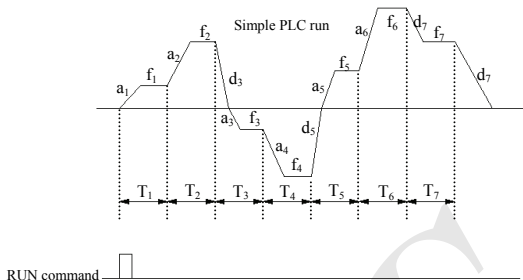 Simple PLC run
a1 f1 a2 f2 d3 a3 f3 a4 f4 d5 a5 f5 a6 f6 d7 f7 d7
T1 T2 T3 T4 T5 T6 T7
RUN command